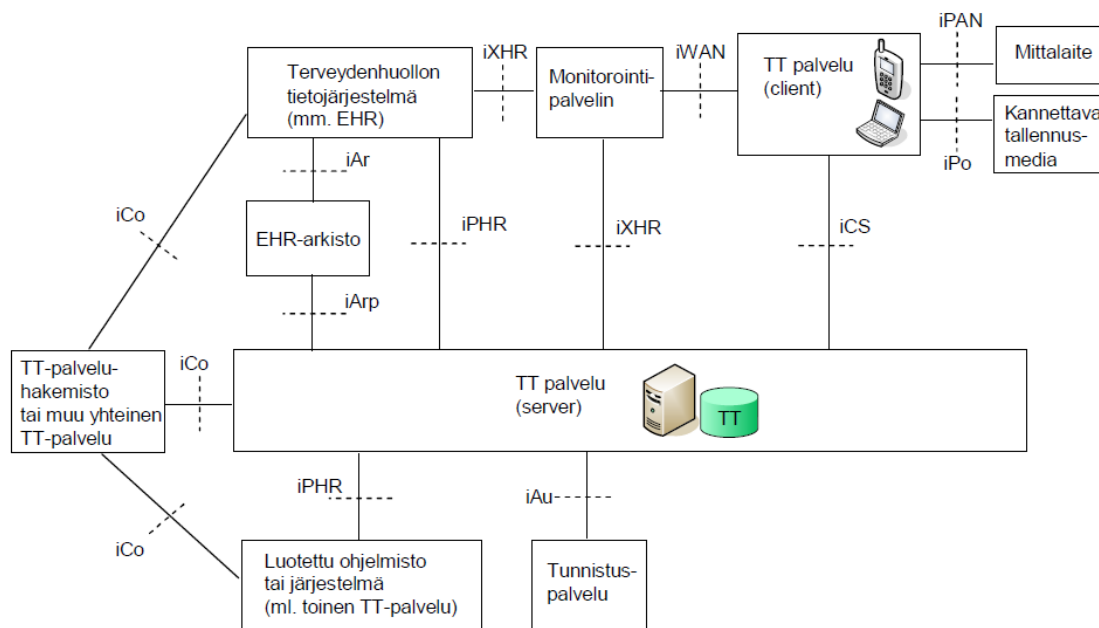 iPAN
iXHR
iWAN
Terveydenhuollon
tietojärjestelmä
(mm. EHR)
Monitorointi-
palvelin
TT palvelu
(client)
Mittalaite
Kannettava
tallennus-
media
iPo
iAr
iCo
EHR-arkisto
iPHR
iXHR
iCS
iArp
TT-palvelu-
hakemisto
tai muu yhteinen
TT-palvelu
iCo
TT palvelu
(server)
TT
iPHR
iAu
iCo
Luotettu ohjelmisto
tai järjestelmä
(ml. toinen TT-palvelu)
Tunnistus-
palvelu